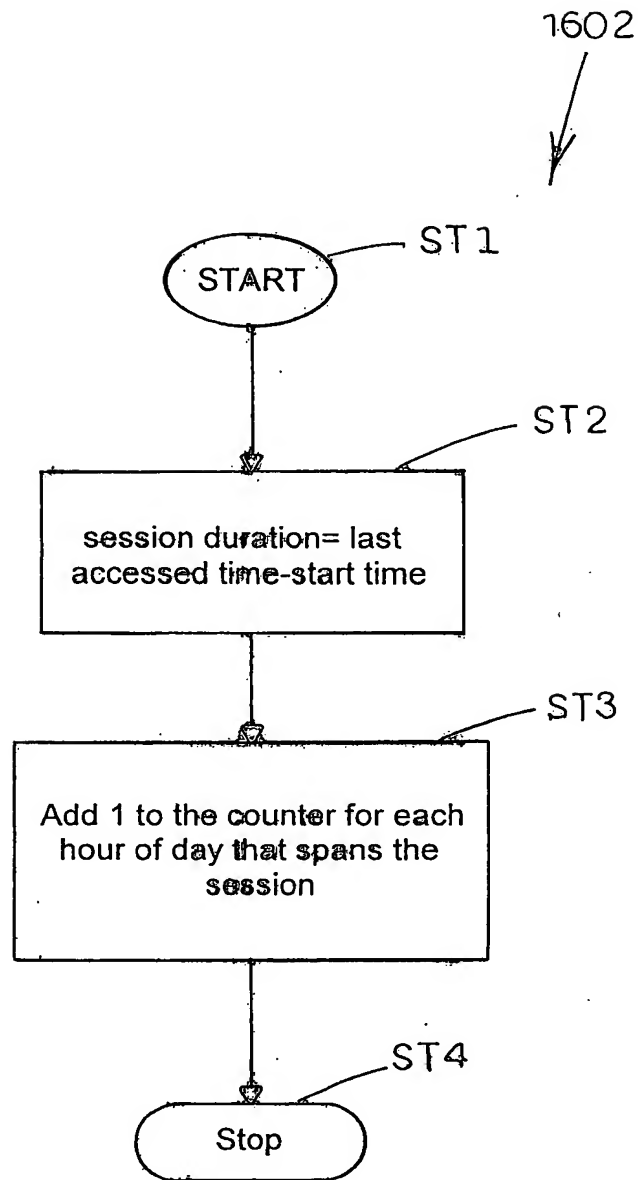 1602
ST1
START
ST2
session duration= last
accessed time-start time
ST3
Add 1 to the counter for each
hour of day that spans the
session
ST4
Stop